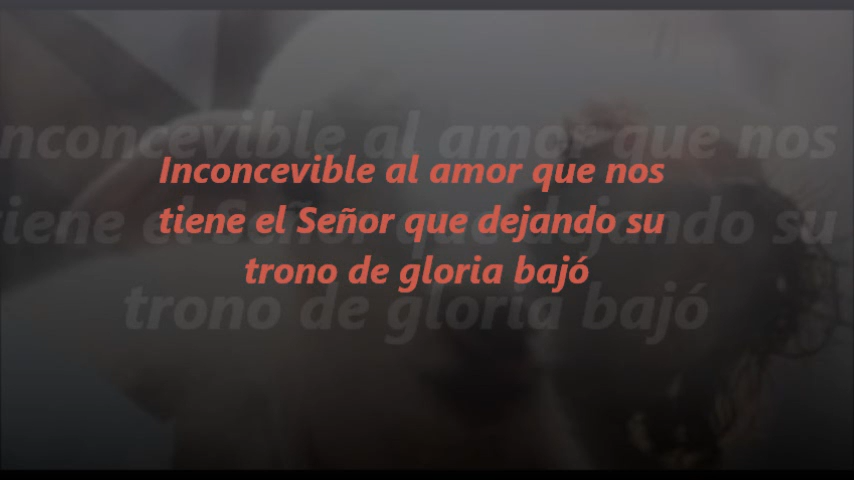 Inconcevible al amor que nos
tiene el Señor que dejando su
trono de gloria bajó